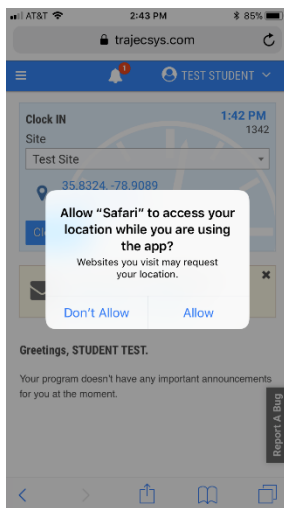 AT&T 2:43 PM 85%
trajecsys.com
1
TEST STUDENT
Clock IN 1:42 PM
1342
Site
Test Site
35.8324, -78.9089
Allow “Safari” to access your
location while you are using
the app?
Websites you visit may request
your location.
Don’t Allow Allow
Greetings, STUDENT TEST.
Your program doesn't have any important announcements
for you at the moment.
Report A Bug